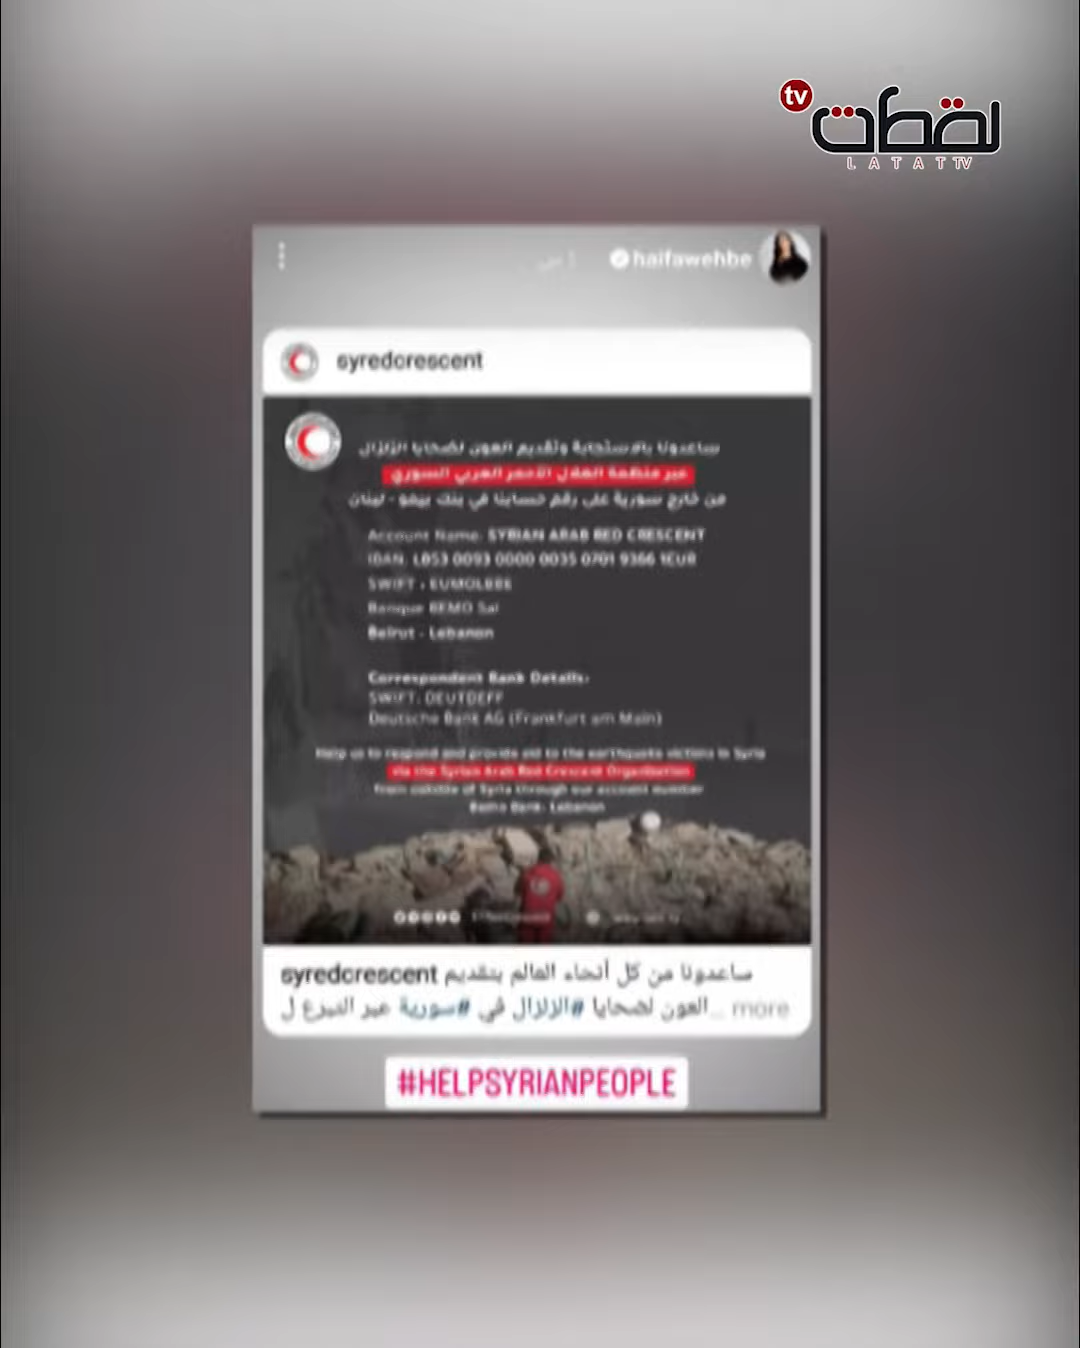 tv
لقطات
LATAT TV
haifawehbe
syredcrescent
ساعدونا بالاستجابة وتقديم العون لضحايا الزلزال
عبر منظمة الهلال الأحمر العربي السوري
من خارج سورية على رقم حسابنا في بنك بيمو - لبنان
Account Name: SYRIAN ARAB RED CRESCENT
IBAN: LB53 0093 0000 0035 0701 9366 1EUR
SWIFT : EUMOLBBE
Banque BEMO Sal
Beirut - Lebanon
Correspondent Bank Details:
SWIFT: DEUTDEFF
Deutsche Bank AG (Frankfurt am Main)
Help us to respond and provide aid to the earthquake victims in Syria
via the Syrian Arab Red Crescent Organization
from outside of Syria through our account number
Bemo Bank- Lebanon
syredcrescent ساعدونا من كل أنحاء العالم بتقديم
العون لضحايا #الزلزال في #سورية عبر التبرع ل ... more
#HELPSYRIANPEOPLE